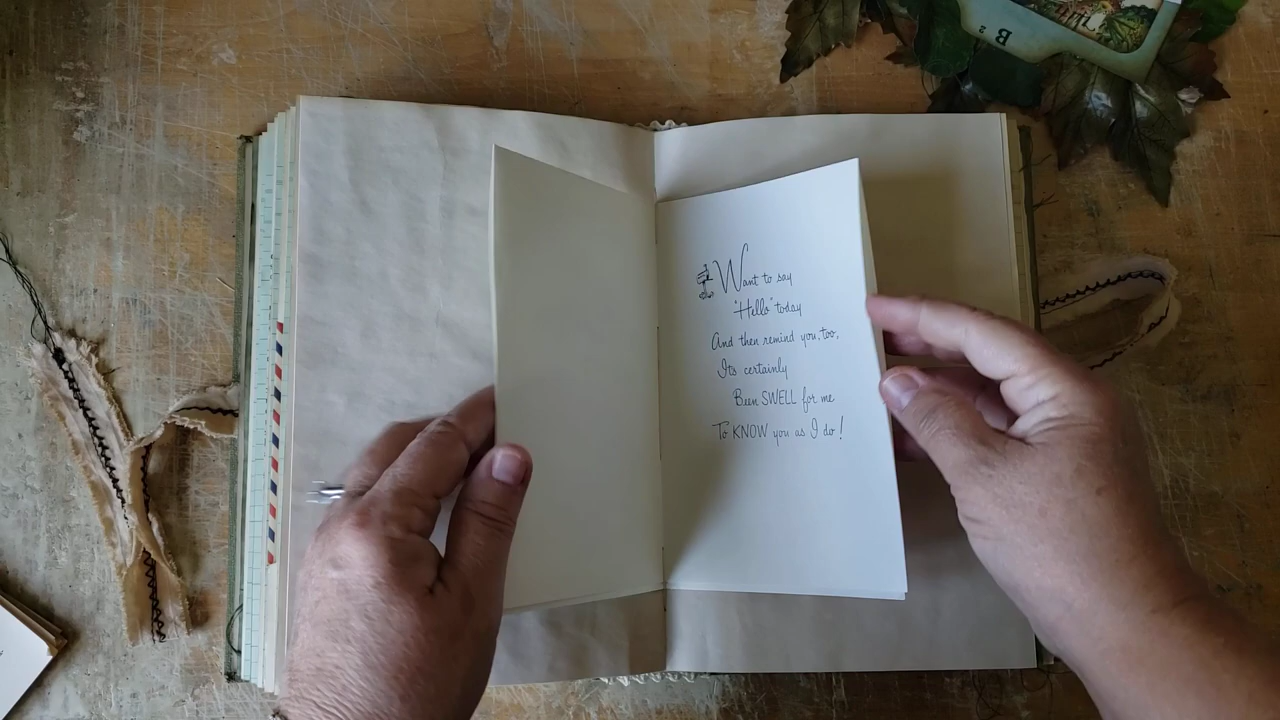 Want to say
"Hello" today
And then remind you, too,
It's certainly
Been SWELL for me
To KNOW you as I do!
B 2